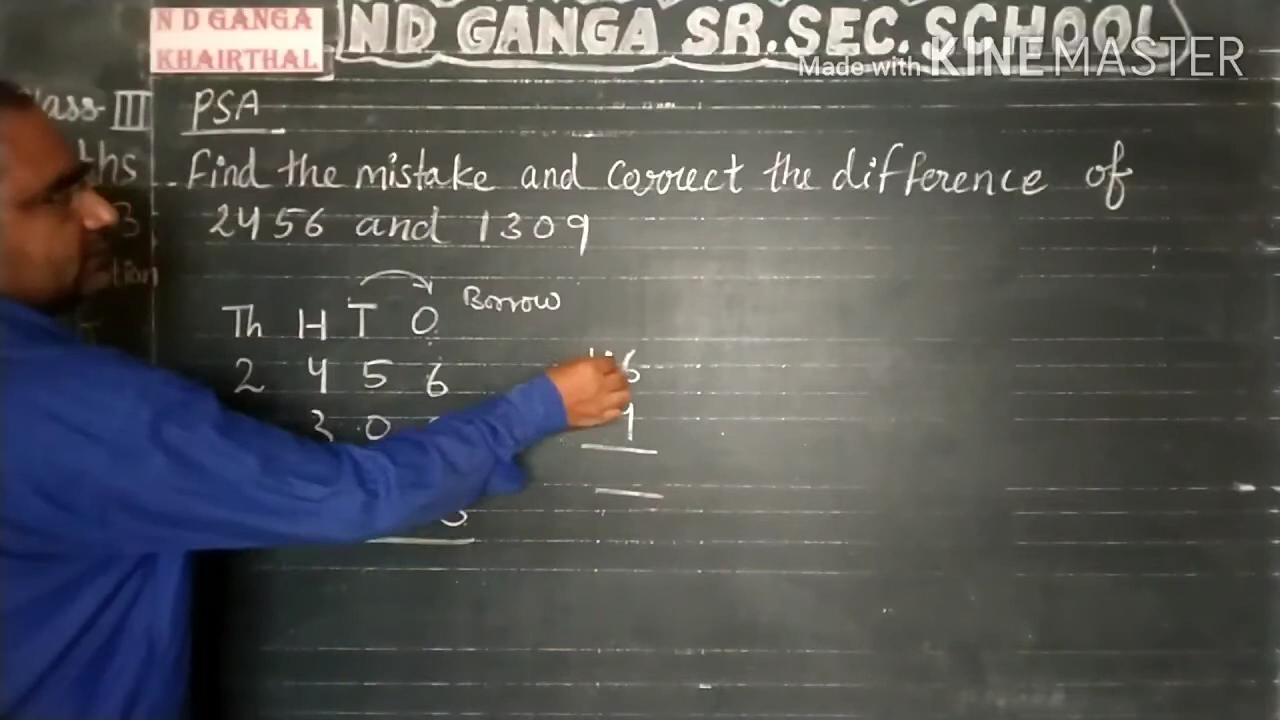 N D GANGA
KHAIRTHAL
ND GANGA SR.SEC.SCHOOL
Made with KINEMASTER
III
PSA
Find the mistake and correct the difference of
2456 and 1309
Borrow
Th H T O
2 4 5 6
3 0